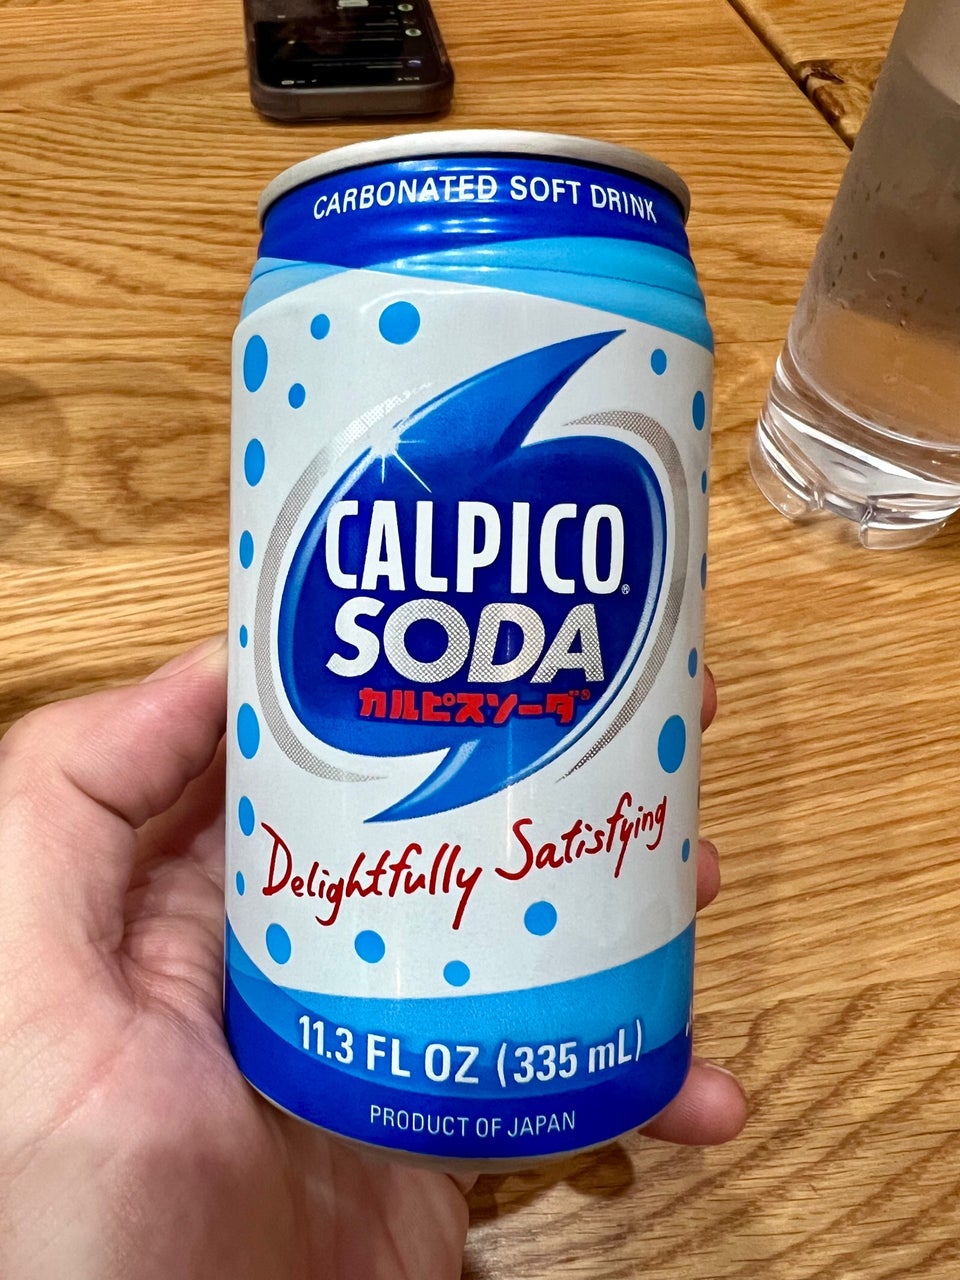 CARBONATED SOFT DRINK
CALPICO®
SODA
カルピスソーダ®
Delightfully Satisfying
11.3 FL OZ (335 mL)
PRODUCT OF JAPAN